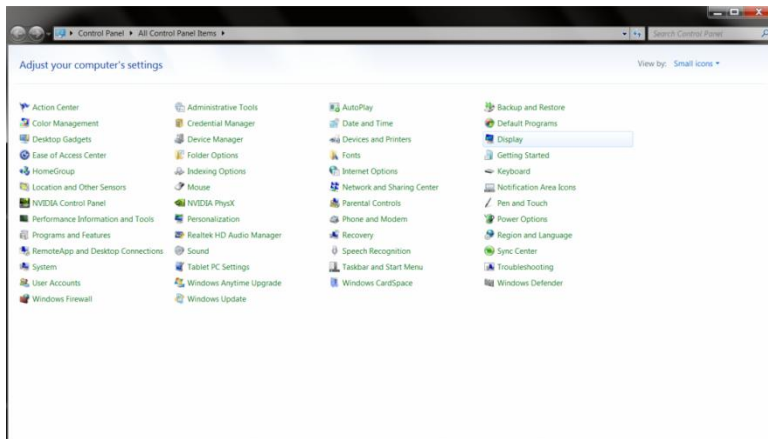 Control Panel ▸ All Control Panel Items ▸ Search Control Panel
Adjust your computer's settings View by: Small icons
Action Center Administrative Tools AutoPlay Backup and Restore
Color Management Credential Manager Date and Time Default Programs
Desktop Gadgets Device Manager Devices and Printers Display
Ease of Access Center Folder Options Fonts Getting Started
HomeGroup Indexing Options Internet Options Keyboard
Location and Other Sensors Mouse Network and Sharing Center Notification Area Icons
NVIDIA Control Panel NVIDIA PhysX Parental Controls Pen and Touch
Performance Information and Tools Personalization Phone and Modem Power Options
Programs and Features Realtek HD Audio Manager Recovery Region and Language
RemoteApp and Desktop Connections Sound Speech Recognition Sync Center
System Tablet PC Settings Taskbar and Start Menu Troubleshooting
User Accounts Windows Anytime Upgrade Windows CardSpace Windows Defender
Windows Firewall Windows Update